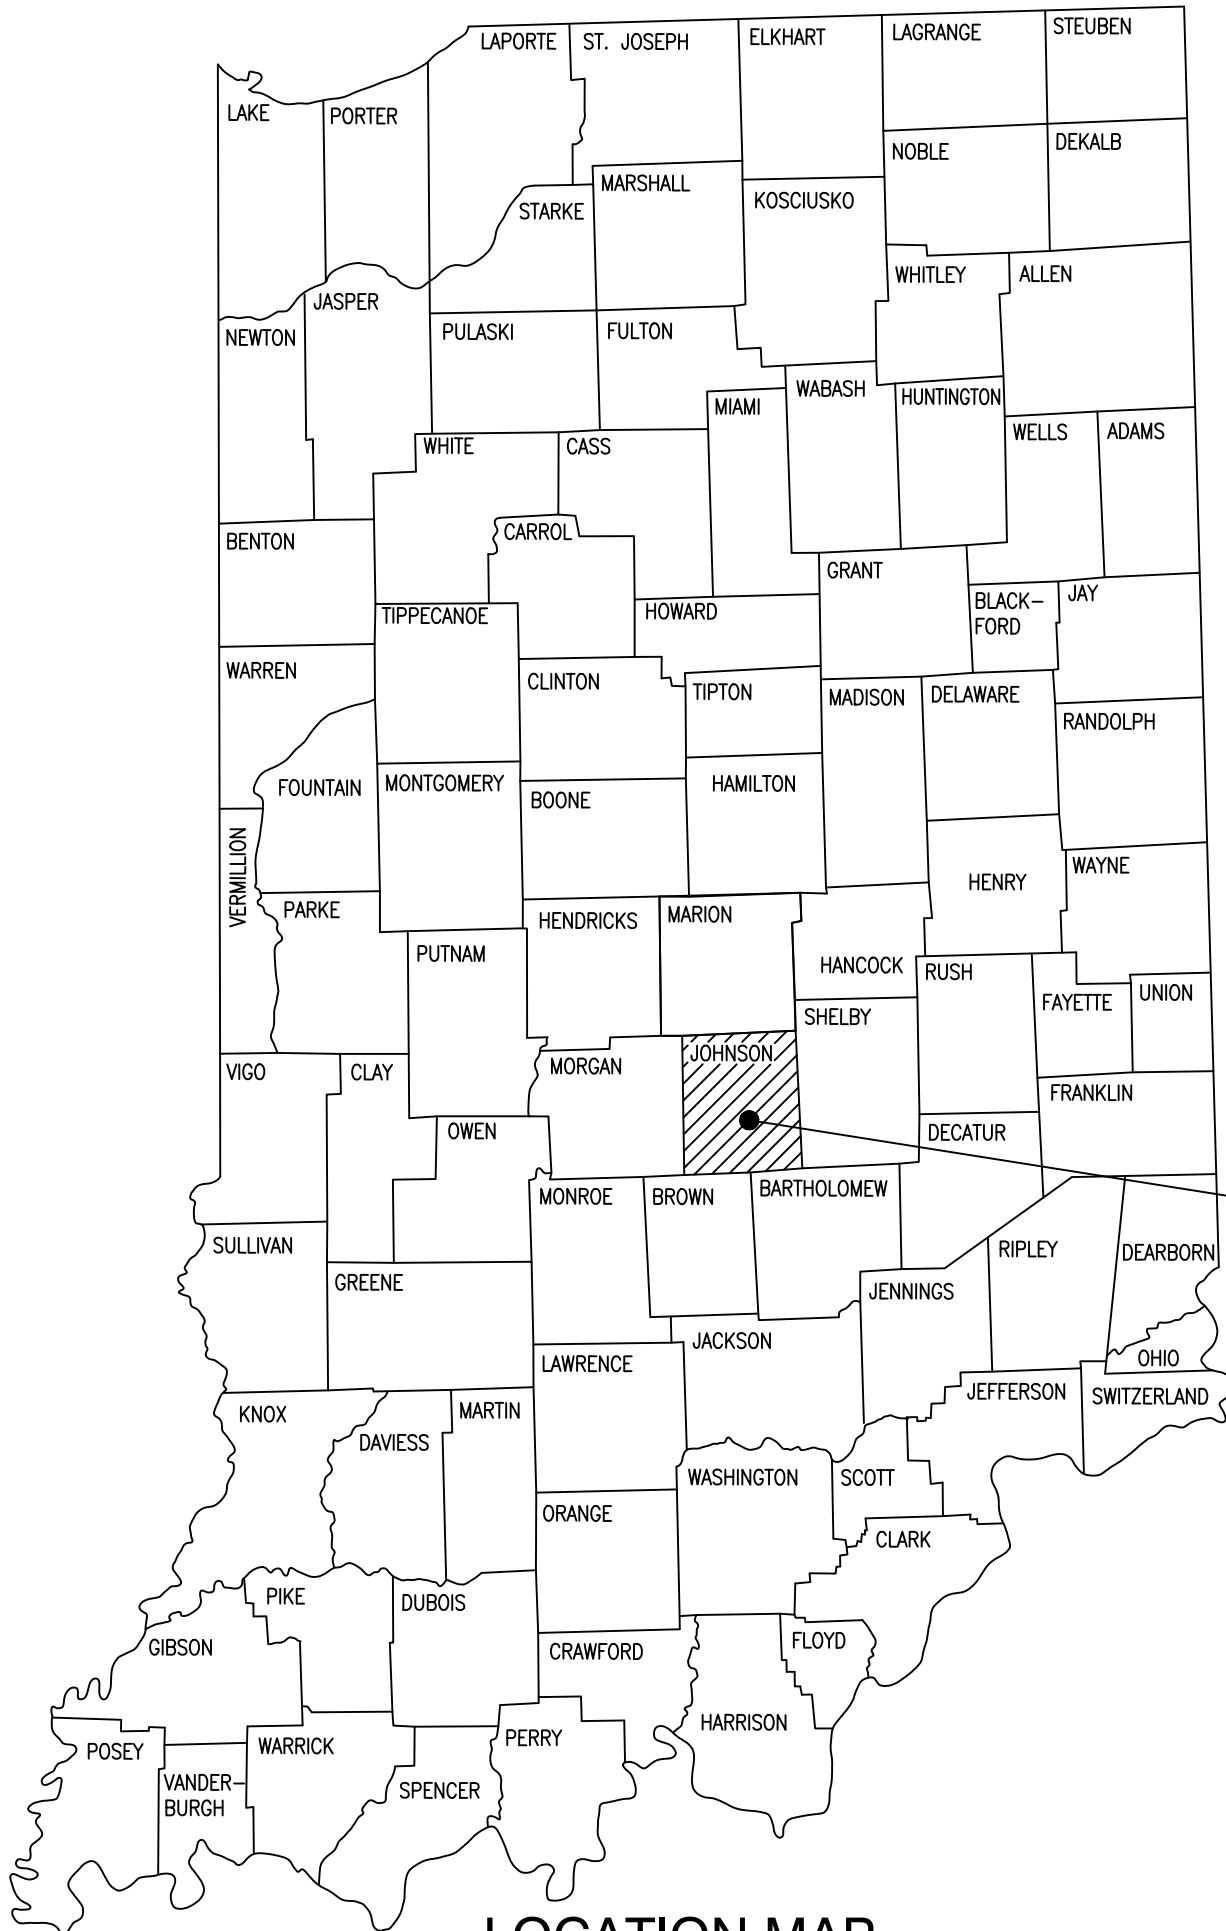 LAPORTE
ST. JOSEPH
ELKHART
LAGRANGE
STEUBEN
LAKE
PORTER
NOBLE
DEKALB
MARSHALL
STARKE
KOSCIUSKO
WHITLEY
ALLEN
JASPER
NEWTON
PULASKI
FULTON
WABASH
HUNTINGTON
MIAMI
WELLS
ADAMS
WHITE
CASS
CARROL
BENTON
GRANT
BLACK-
FORD
JAY
TIPPECANOE
HOWARD
WARREN
CLINTON
TIPTON
MADISON
DELAWARE
RANDOLPH
FOUNTAIN
MONTGOMERY
BOONE
HAMILTON
VERMILLION
HENRY
WAYNE
PARKE
HENDRICKS
MARION
PUTNAM
HANCOCK
RUSH
FAYETTE
UNION
SHELBY
JOHNSON
MORGAN
VIGO
CLAY
FRANKLIN
OWEN
DECATUR
MONROE
BROWN
BARTHOLOMEW
SULLIVAN
RIPLEY
DEARBORN
GREENE
JENNINGS
JACKSON
LAWRENCE
OHIO
JEFFERSON
SWITZERLAND
KNOX
MARTIN
DAVIESS
WASHINGTON
SCOTT
ORANGE
CLARK
PIKE
DUBOIS
GIBSON
CRAWFORD
FLOYD
HARRISON
PERRY
POSEY
WARRICK
VANDER-
BURGH
SPENCER
LOCATION MAP